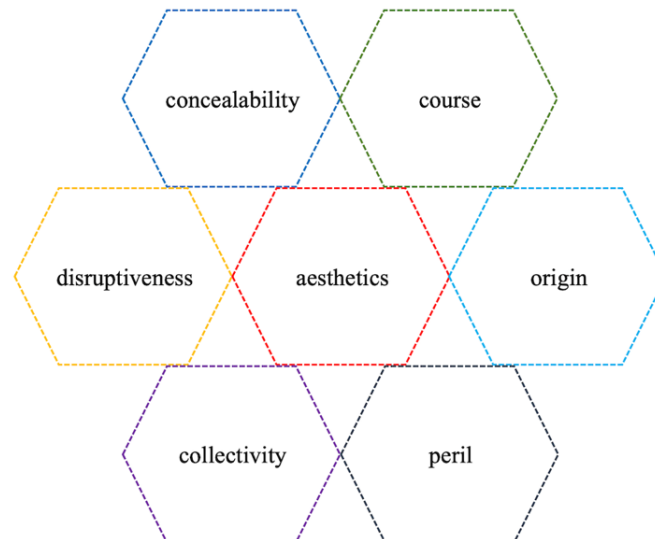 concealability
course
disruptiveness
aesthetics
origin
collectivity
peril